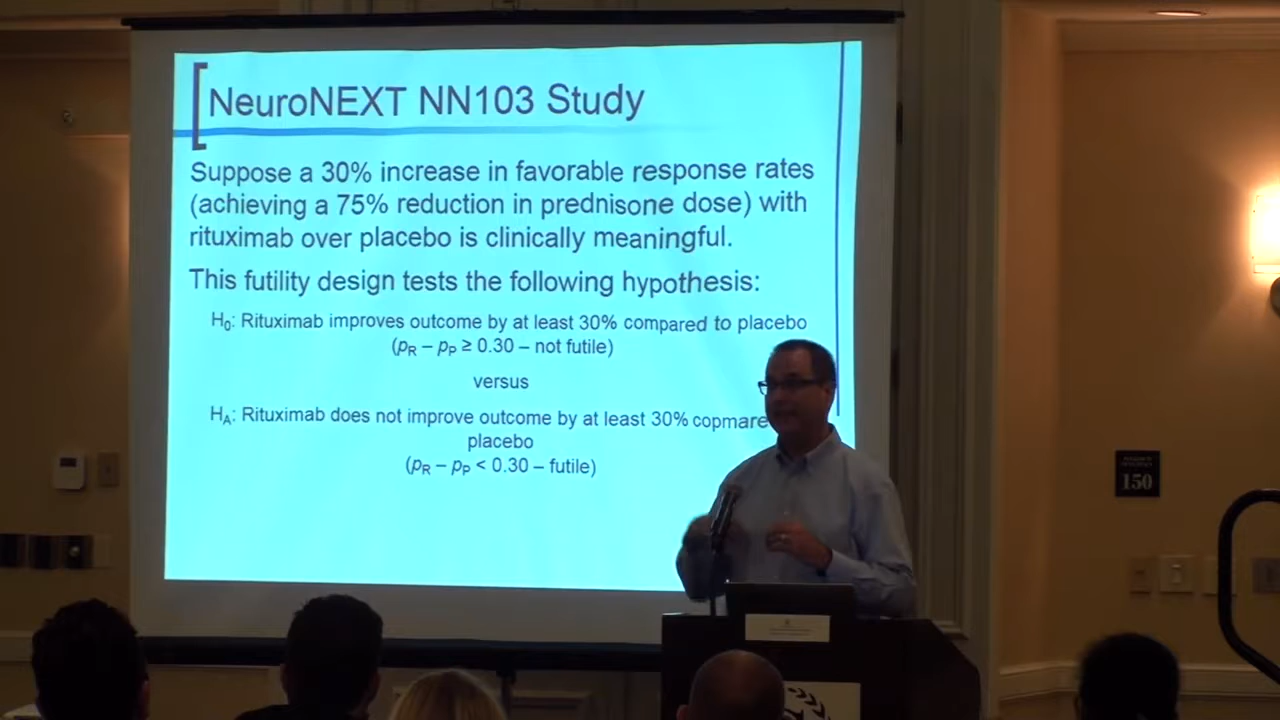 NeuroNEXT NN103 Study
Suppose a 30% increase in favorable response rates
(achieving a 75% reduction in prednisone dose) with
rituximab over placebo is clinically meaningful.
This futility design tests the following hypothesis:
H₀: Rituximab improves outcome by at least 30% compared to placebo
(pR – pP ≥ 0.30 – not futile)
versus
HA: Rituximab does not improve outcome by at least 30% copmare
placebo
(pR – pP < 0.30 – futile)
150